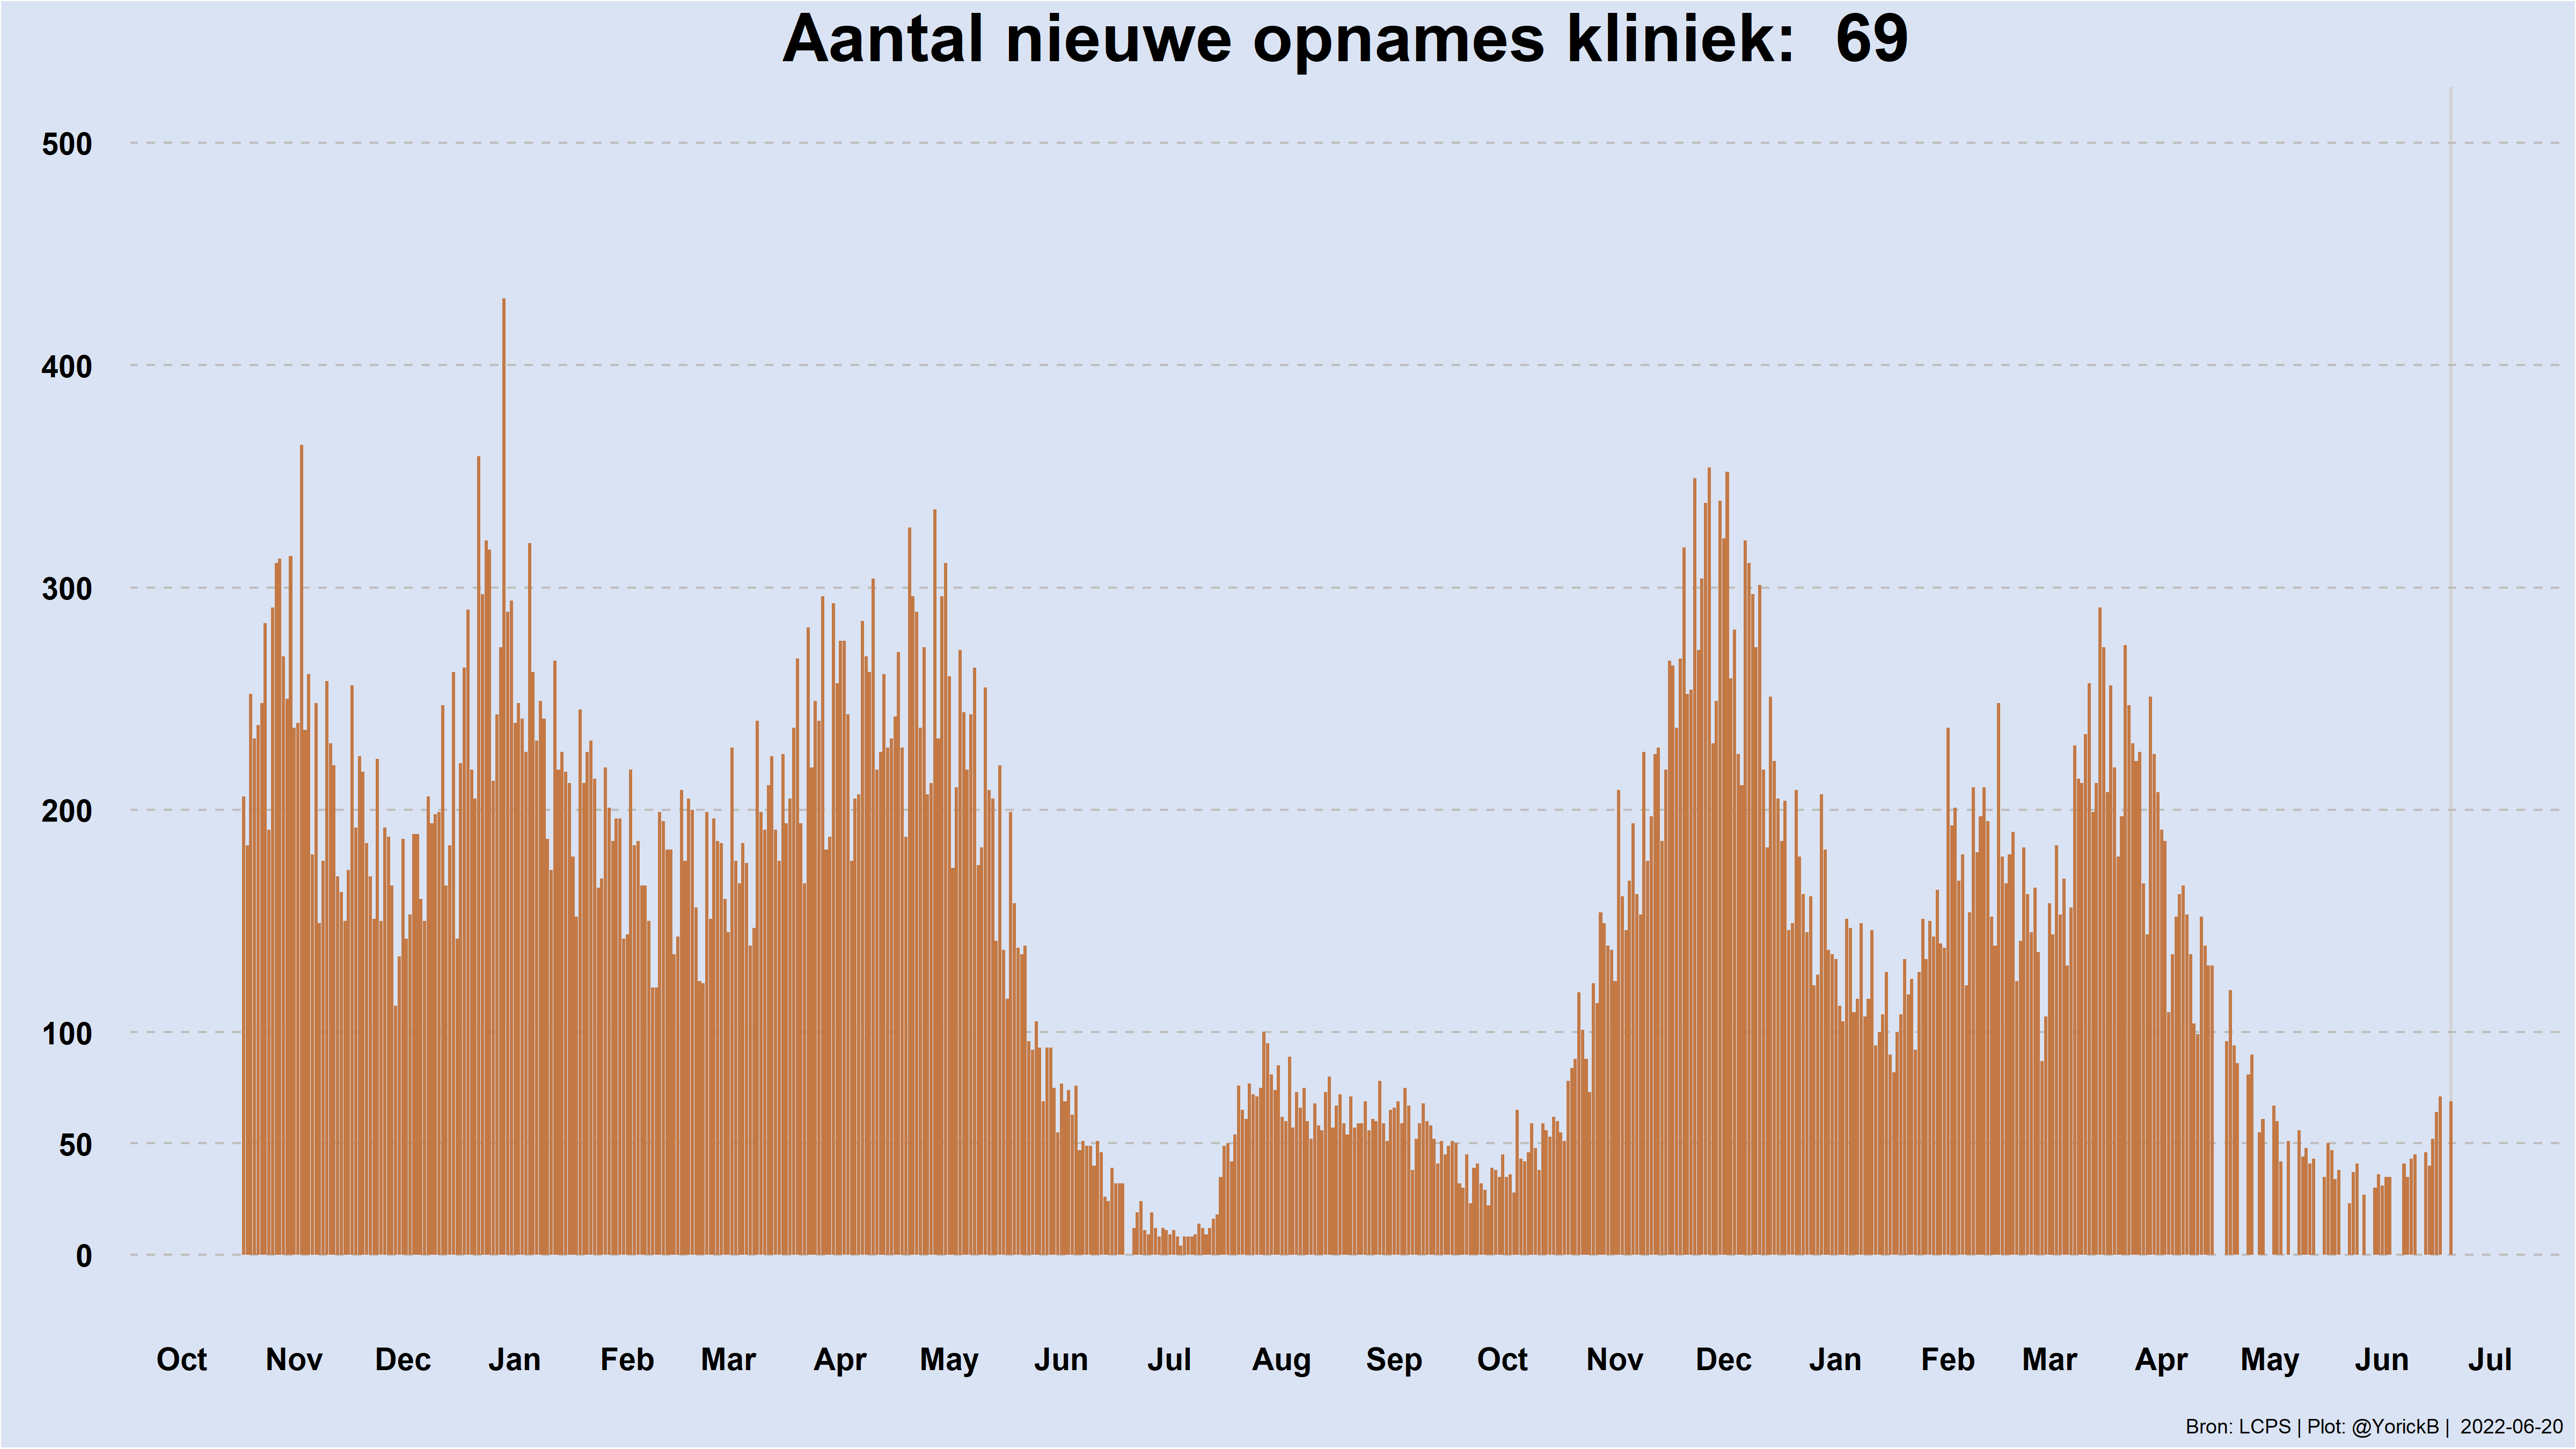 Aantal nieuwe opnames kliniek: 69
500
400
300
200
100
50
0
Oct Nov Dec Jan Feb Mar Apr May Jun Jul Aug Sep Oct Nov Dec Jan Feb Mar Apr May Jun Jul
Bron: LCPS | Plot: @YorickB | 2022-06-20